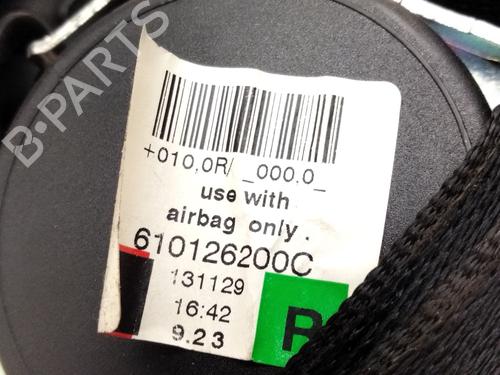 B-PARTS
+010,0R/ _000,0_
use with
airbag only .
610126200C
131129
16:42
9.23
R